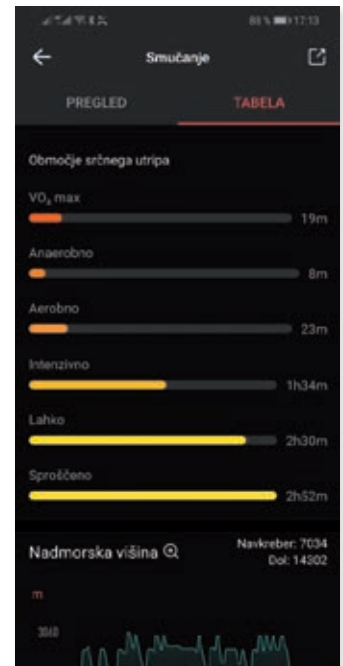 88 % 17:13
Smučanje
PREGLED TABELA
Območje srčnega utripa
VO₂ max
19m
Anaerobno
8m
Aerobno
23m
Intenzivno
1h34m
Lahko
2h30m
Sproščeno
2h52m
Nadmorska višina
Navkreber: 7034
Dol: 14302
m